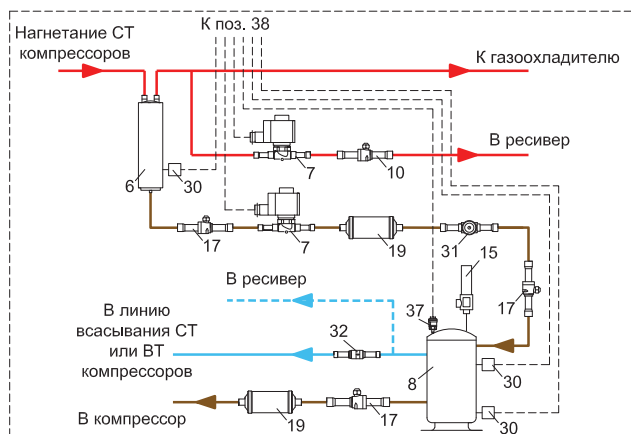 Нагнетание СТ
компрессоров
К поз. 38
К газоохладителю
В ресивер
6
30
7
10
17
7
19
31
15
17
В ресивер
В линию
всасывания СТ
или ВТ
компрессоров
32
37
8
30
В компрессор
19
17
30